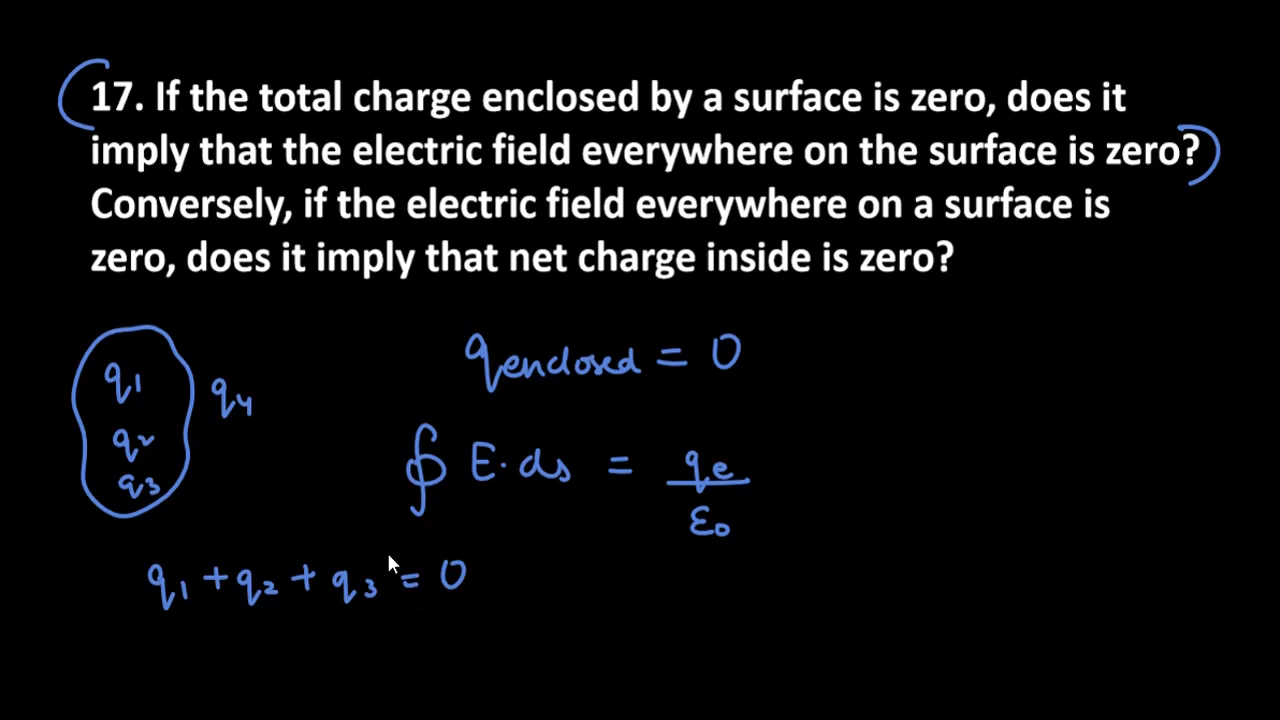 17. If the total charge enclosed by a surface is zero, does it
imply that the electric field everywhere on the surface is zero?
Conversely, if the electric field everywhere on a surface is
zero, does it imply that net charge inside is zero?
q1
q2
q3
q4
qenclosed = 0
∮ E·ds = qe/ε0
q1 + q2 + q3 = 0